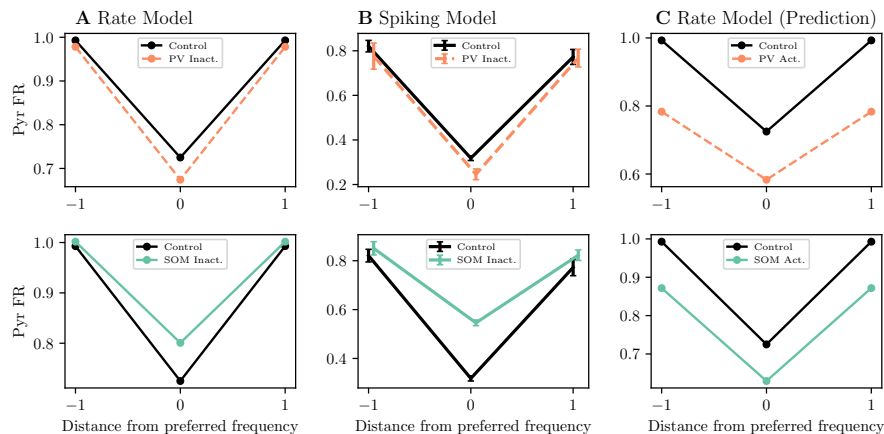 A Rate Model
1.0
0.9
0.8
0.7
Pyr FR
Control
PV Inact.
−1
0
1
B Spiking Model
0.8
0.6
0.4
0.2
Control
PV Inact.
−1
0
1
C Rate Model (Prediction)
1.0
0.8
0.6
Control
PV Act.
−1
0
1
1.0
0.9
0.8
Pyr FR
Control
SOM Inact.
−1
0
1
Distance from preferred frequency
0.8
0.6
0.4
Control
SOM Inact.
−1
0
1
Distance from preferred frequency
1.0
0.9
0.8
0.7
Control
SOM Act.
−1
0
1
Distance from preferred frequency